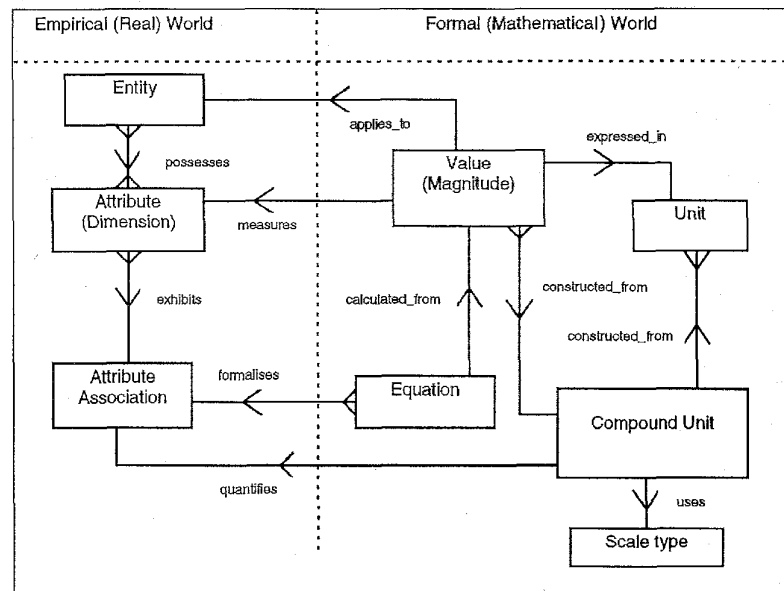 Empirical (Real) World
Formal (Mathematical) World
Entity
applies_to
expressed_in
possesses
Value
(Magnitude)
Attribute
(Dimension)
measures
Unit
exhibits
calculated_from
constructed_from
constructed_from
Attribute
Association
formalises
Equation
Compound Unit
quantifies
uses
Scale type